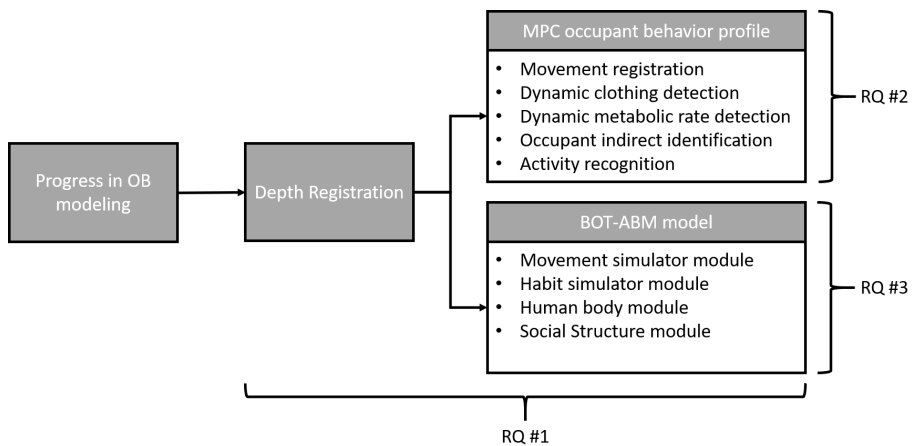 Progress in OB
modeling
Depth Registration
MPC occupant behavior profile
• Movement registration
• Dynamic clothing detection
• Dynamic metabolic rate detection
• Occupant indirect identification
• Activity recognition
RQ #2
BOT-ABM model
• Movement simulator module
• Habit simulator module
• Human body module
• Social Structure module
RQ #3
RQ #1